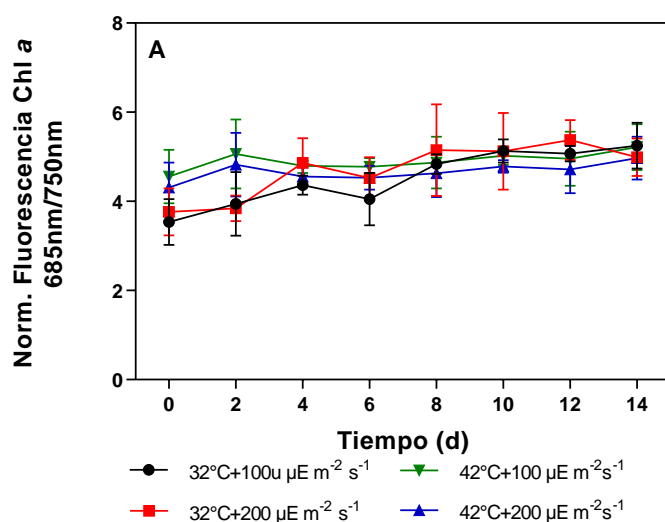 A
8
6
4
2
0
Norm. Fluorescencia Chl a
685nm/750nm
0 2 4 6 8 10 12 14
Tiempo (d)
32°C+100u µE m⁻² s⁻¹
42°C+100 µE m⁻² s⁻¹
32°C+200 µE m⁻² s⁻¹
42°C+200 µE m⁻²s⁻¹